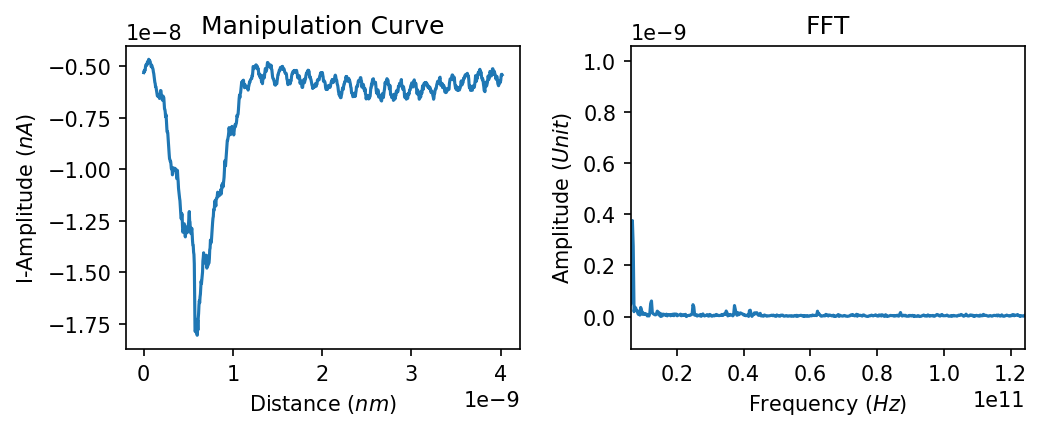 Manipulation Curve
1e−8
I-Amplitude (nA)
−0.50
−0.75
−1.00
−1.25
−1.50
−1.75
0 1 2 3 4
1e−9
Distance (nm)
FFT
1e−9
Amplitude (Unit)
1.0
0.8
0.6
0.4
0.2
0.0
0.2 0.4 0.6 0.8 1.0 1.2
1e11
Frequency (Hz)